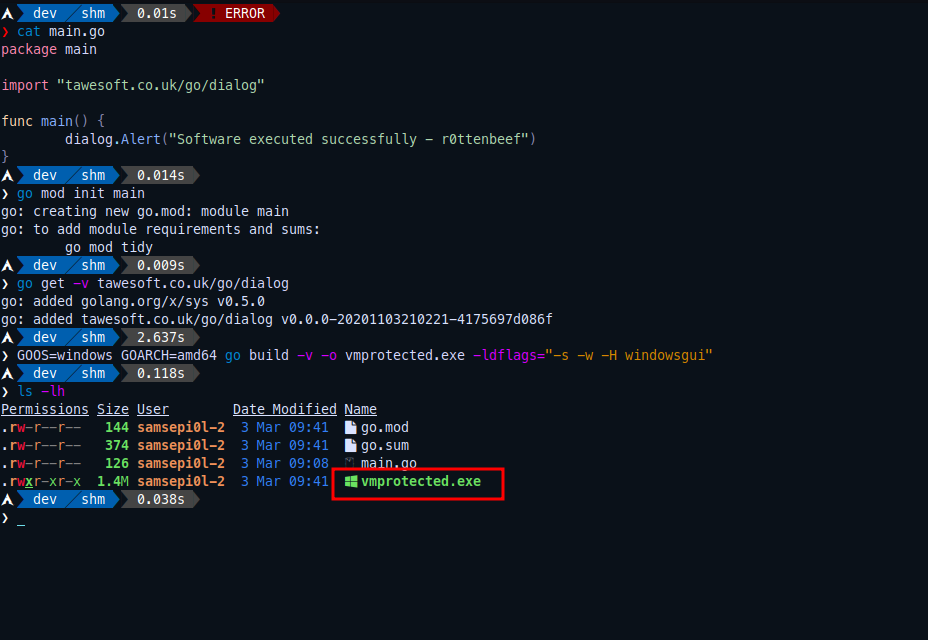 dev shm 0.01s ! ERROR
❯ cat main.go
package main
import "tawesoft.co.uk/go/dialog"
func main() {
dialog.Alert("Software executed successfully - r0ttenbeef")
}
dev shm 0.014s
❯ go mod init main
go: creating new go.mod: module main
go: to add module requirements and sums:
go mod tidy
dev shm 0.009s
❯ go get -v tawesoft.co.uk/go/dialog
go: added golang.org/x/sys v0.5.0
go: added tawesoft.co.uk/go/dialog v0.0.0-20201103210221-4175697d086f
dev shm 2.637s
❯ GOOS=windows GOARCH=amd64 go build -v -o vmprotected.exe -ldflags="-s -w -H windowsgui"
dev shm 0.118s
❯ ls -lh
Permissions Size User Date Modified Name
.rw-r--r-- 144 samsepi0l-2 3 Mar 09:41 go.mod
.rw-r--r-- 374 samsepi0l-2 3 Mar 09:41 go.sum
.rw-r--r-- 126 samsepi0l-2 3 Mar 09:08 main.go
.rwxr-xr-x 1.4M samsepi0l-2 3 Mar 09:41 vmprotected.exe
dev shm 0.038s
❯ _